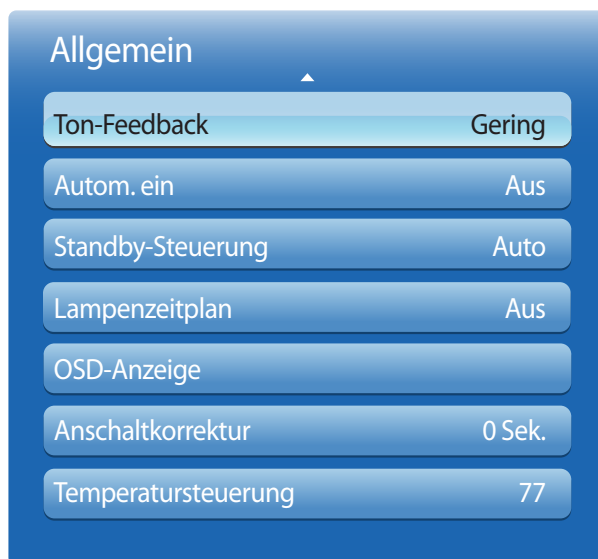 Allgemein
Ton-Feedback Gering
Autom. ein Aus
Standby-Steuerung Auto
Lampenzeitplan Aus
OSD-Anzeige
Anschaltkorrektur 0 Sek.
Temperatursteuerung 77